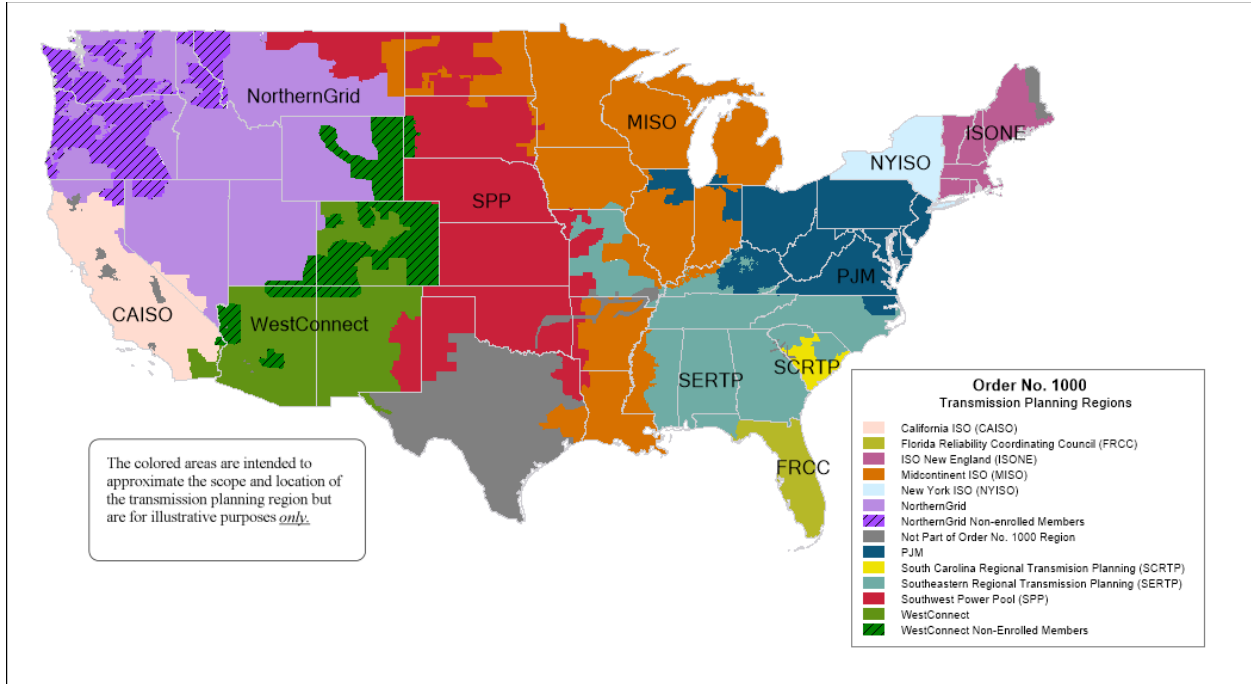 NorthernGrid
MISO
ISONE
NYISO
SPP
PJM
CAISO
WestConnect
SCRTP
SERTP
FRCC
The colored areas are intended to
approximate the scope and location of
the transmission planning region but
are for illustrative purposes only.
Order No. 1000
Transmission Planning Regions
California ISO (CAISO)
Florida Reliability Coordinating Council (FRCC)
ISO New England (ISONE)
Midcontinent ISO (MISO)
New York ISO (NYISO)
NorthernGrid
NorthernGrid Non-enrolled Members
Not Part of Order No. 1000 Region
PJM
South Carolina Regional Transmision Planning (SCRTP)
Southeastern Regional Transmission Planning (SERTP)
Southwest Power Pool (SPP)
WestConnect
WestConnect Non-Enrolled Members